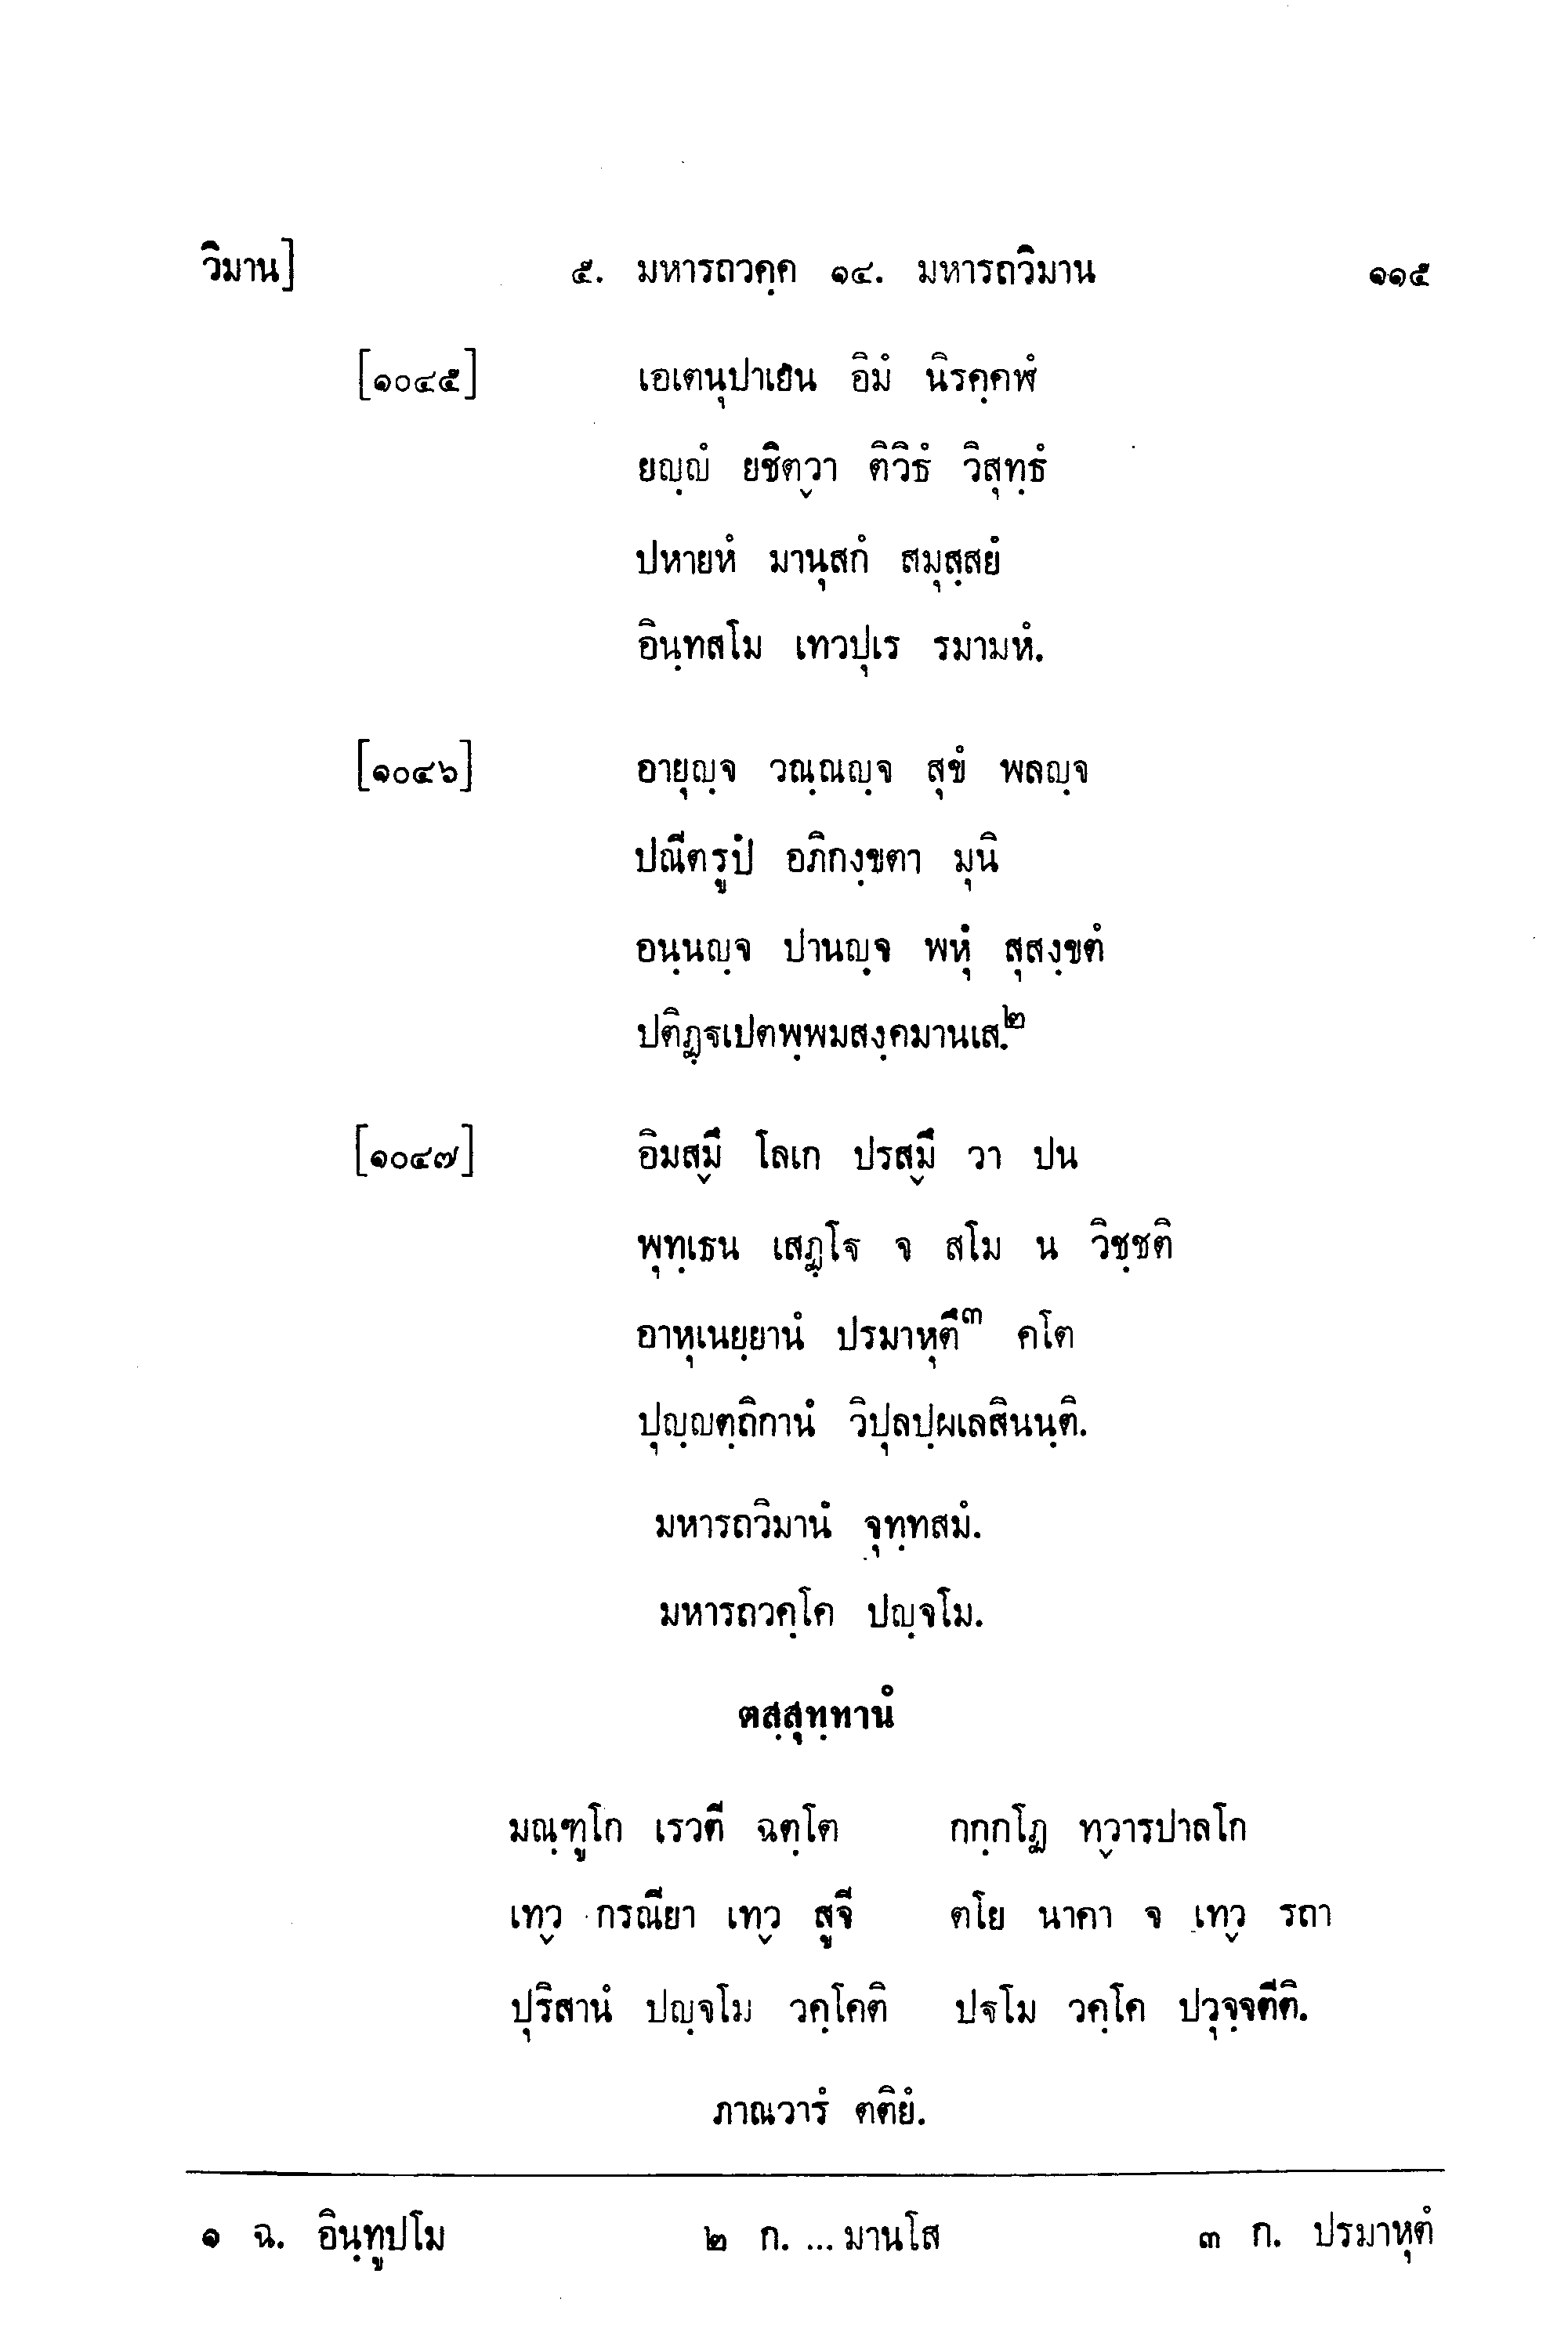 วิมาน] ๕. มหารถวคฺค ๑๔. มหารถวิมาน ๑๑๕
[๑๐๔๕] เอเตนุปาเยน อิมํ นิรคฺคฬํ
ยญฺญํ ยชิตฺวา ติวิธํ วิสุทฺธํ
ปหายหํ มานุสกํ สมุสฺสยํ
อินฺทสโม เทวปุเร รมามหํ.
[๑๐๔๖] อายุญฺจ วณฺณญฺจ สุขํ พลญฺจ
ปณีตรูปํ อภิกงฺขตา มุนิ
อนฺนญฺจ ปานญฺจ พหุํ สุสงฺขตํ
ปติฏฺฐเปตพฺพมสงฺคมานเส.๒
[๑๐๔๗] อิมสฺมึ โลเก ปรสฺมึ วา ปน
พุทฺเธน เสฏฺโฐ จ สโม น วิชฺชติ
อาหุเนยฺยานํ ปรมาหุตึ๓ คโต
ปุญฺญตฺถิกานํ วิปุลปฺผเลสินนฺติ.
มหารถวิมานํ จุทฺทสมํ.
มหารถวคฺโค ปญฺจโม.
ตสฺสุทฺทานํ
มณฺฑูโก เรวตี ฉตฺโต กกฺกโฏ ทฺวารปาลโก
เทฺว กรณียา เทฺว สูจี ตโย นาคา จ เทฺว รถา
ปุริสานํ ปญฺจโม วคฺโคติ ปฐโม วคฺโค ปวุจฺจตีติ.
ภาณวารํ ตติยํ.
๑ ฉ. อินฺทูปโม ๒ ก. ... มานโส ๓ ก. ปรมาหุตํ